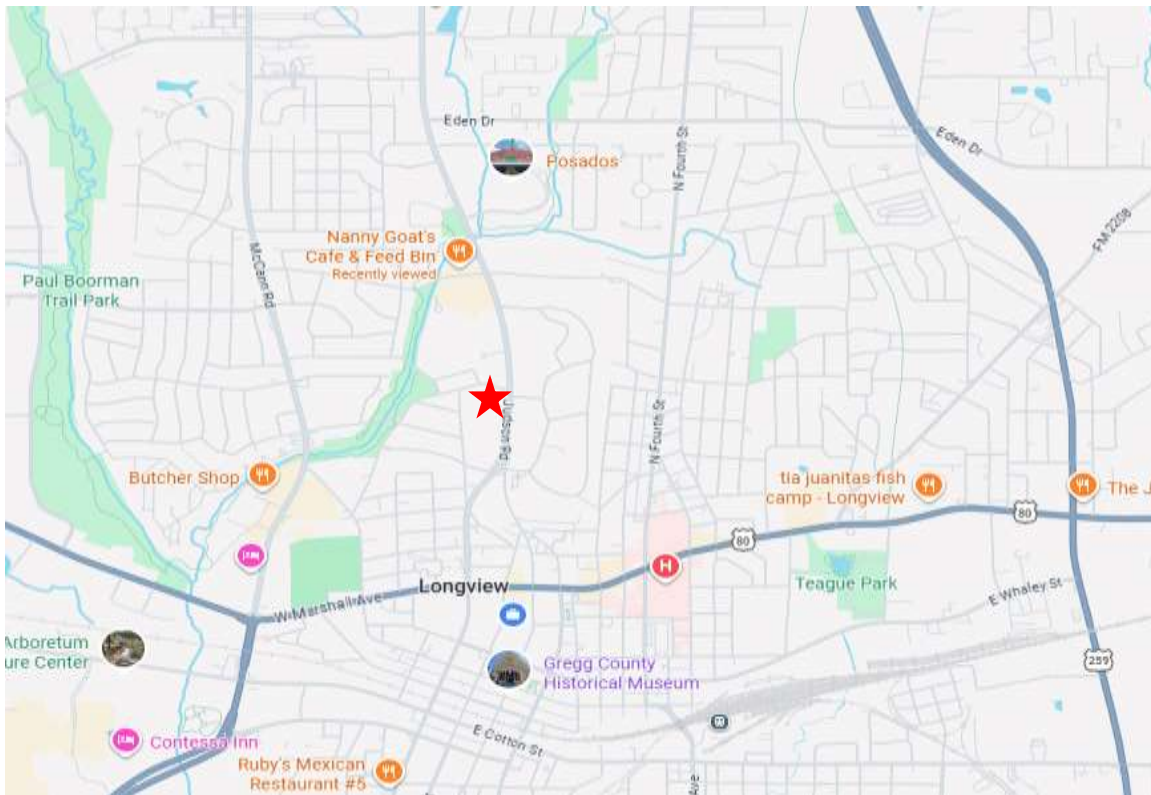 Eden Dr
Eden Dr
Posados
N Fourth St
FM 2208
Nanny Goat's
Cafe & Feed Bin
Recently viewed
McCann Rd
Paul Boorman
Trail Park
Judson Rd
N Fourth St
Butcher Shop
tia juanitas fish
camp - Longview
The J
80
80
H
Longview
Teague Park
E Whaley St
W Marshall Ave
Arboretum
ure Center
Gregg County
Historical Museum
259
Contessa Inn
E Cotton St
Ruby's Mexican
Restaurant #5
Ave